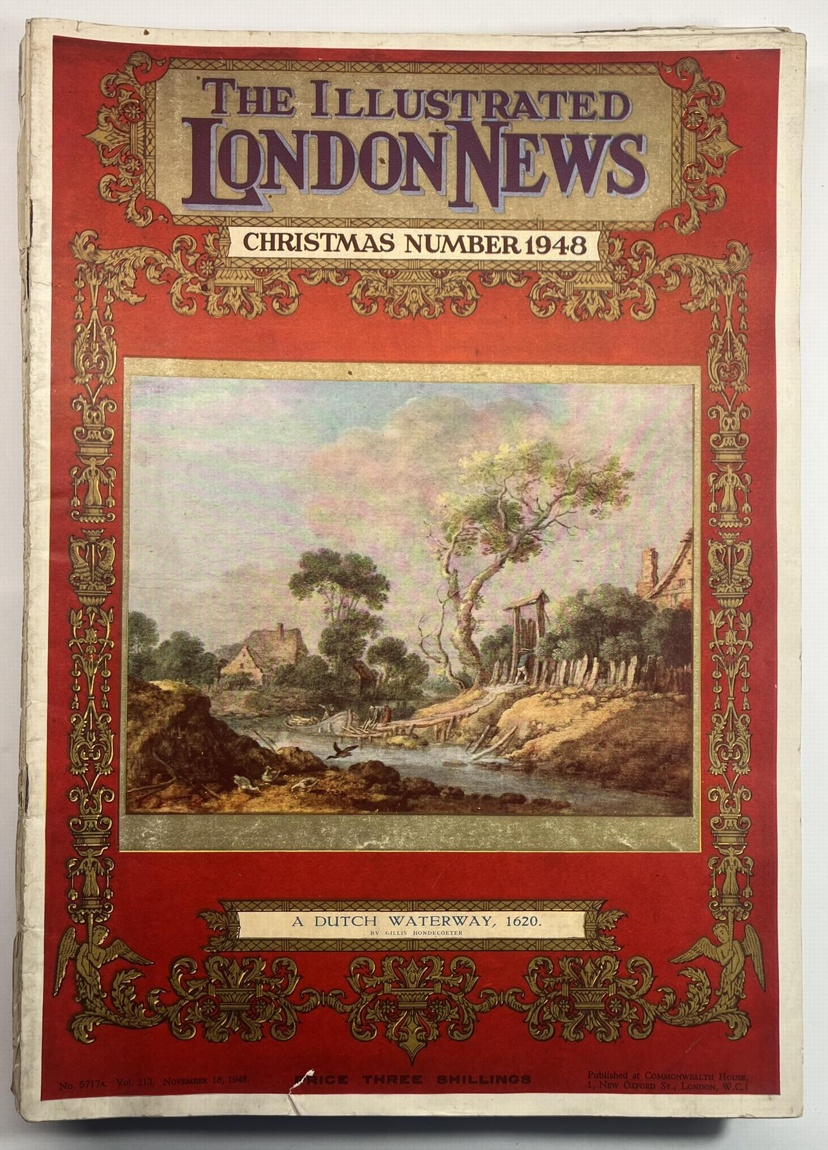 THE ILLUSTRATED
LONDON NEWS
CHRISTMAS NUMBER 1948
A DUTCH WATERWAY, 1620.
BY GILLIS HONDECOETER
No. 5717A. Vol. 213. November 18, 1948.
PRICE THREE SHILLINGS
Published at Commonwealth House,
1, New Oxford St., London, W.C.1